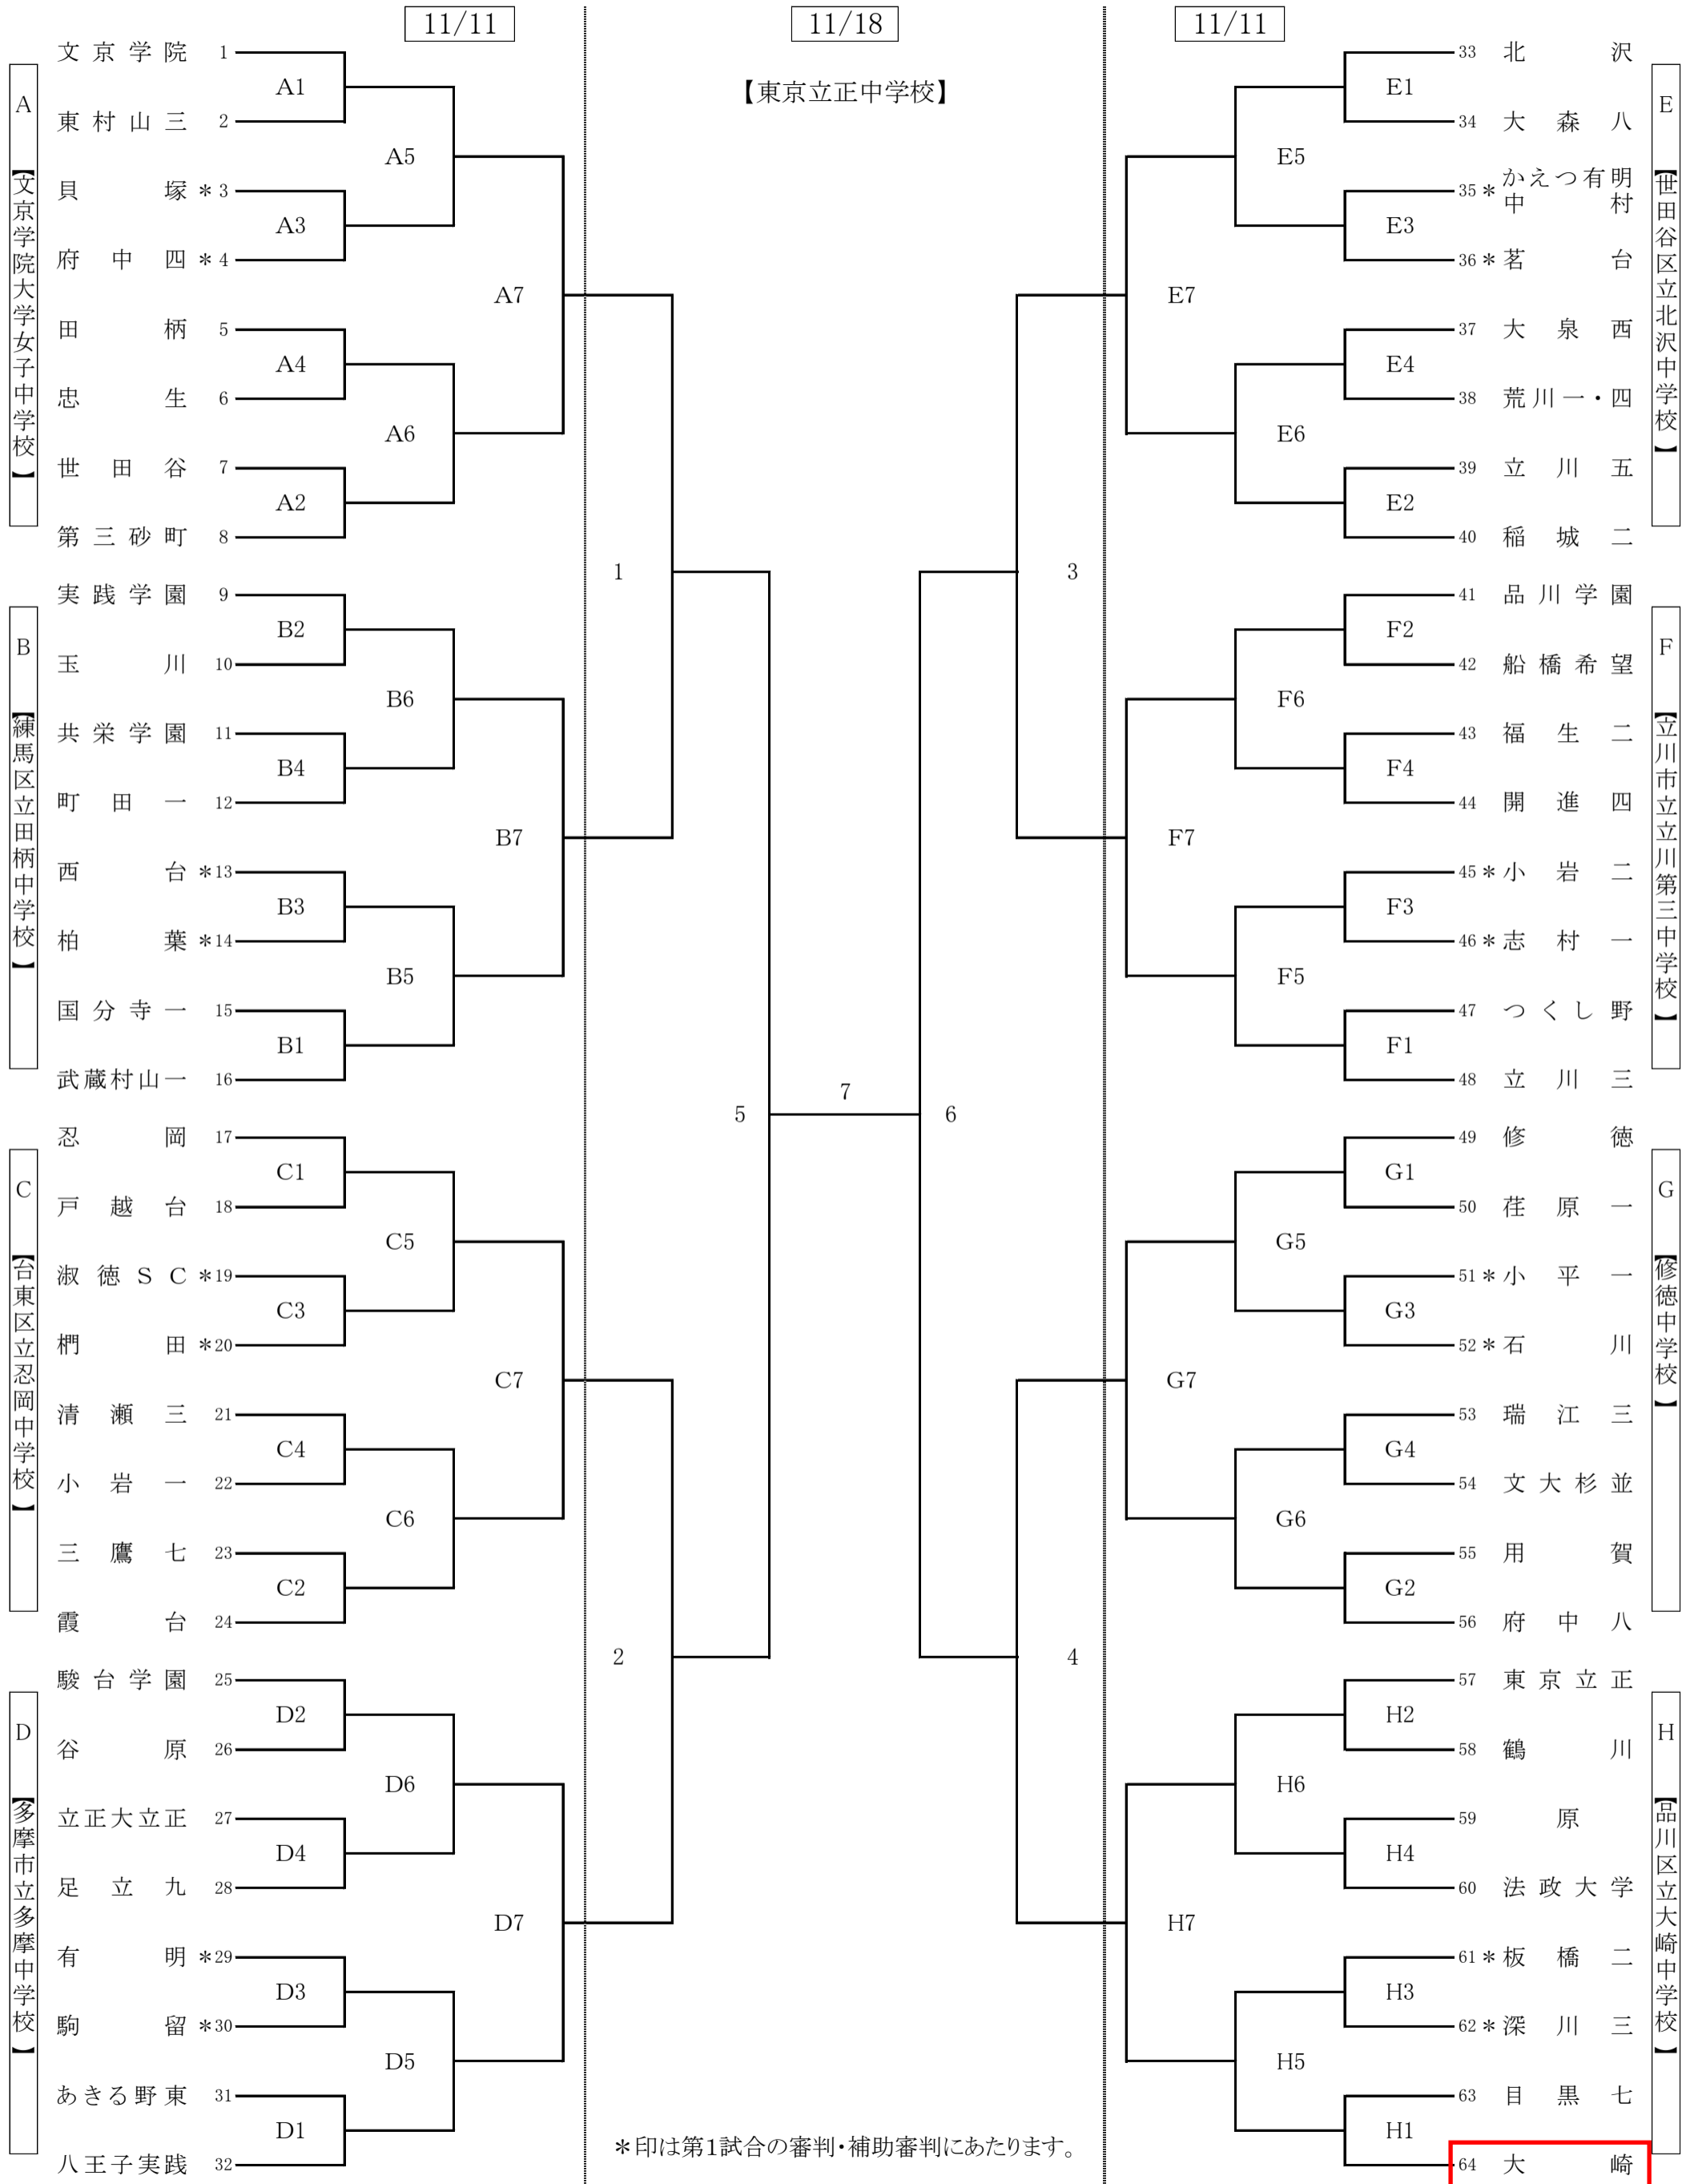 11/11
11/18
11/11
【東京立正中学校】
A 【文京学院大学女子中学校】
文京学院 1
東村山三 2
貝塚 *3
府中四 *4
田柄 5
忠生 6
世田谷 7
第三砂町 8
A1
A3
A4
A2
A5
A6
A7
B 【練馬区立田柄中学校】
実践学園 9
玉川 10
共栄学園 11
町田一 12
西台 *13
柏葉 *14
国分寺一 15
武蔵村山一 16
B2
B4
B3
B1
B6
B5
B7
C 【台東区立忍岡中学校】
忍岡 17
戸越台 18
淑徳SC *19
椚田 *20
清瀬三 21
小岩一 22
三鷹七 23
霞台 24
C1
C3
C4
C2
C5
C6
C7
D 【多摩市立多摩中学校】
駿台学園 25
谷原 26
立正大立正 27
足立九 28
有明 *29
駒留 *30
あきる野東 31
八王子実践 32
D2
D4
D3
D1
D6
D5
D7
1
2
5
7
6
3
4
E 【世田谷区立北沢中学校】
33 北沢
34 大森八
35 * かえつ有明
中村
36 * 茗台
37 大泉西
38 荒川一・四
39 立川五
40 稲城二
E1
E3
E4
E2
E5
E6
E7
F 【立川市立立川第三中学校】
41 品川学園
42 船橋希望
43 福生二
44 開進四
45 * 小岩二
46 * 志村一
47 つくし野
48 立川三
F2
F4
F3
F1
F6
F5
F7
G 【修徳中学校】
49 修徳
50 荏原一
51 * 小平一
52 * 石川
53 瑞江三
54 文大杉並
55 用賀
56 府中八
G1
G3
G4
G2
G5
G6
G7
H 【品川区立大崎中学校】
57 東京立正
58 鶴川
59 原
60 法政大学
61 * 板橋二
62 * 深川三
63 目黒七
64 大崎
H2
H4
H3
H1
H6
H5
H7
*印は第1試合の審判・補助審判にあたります。